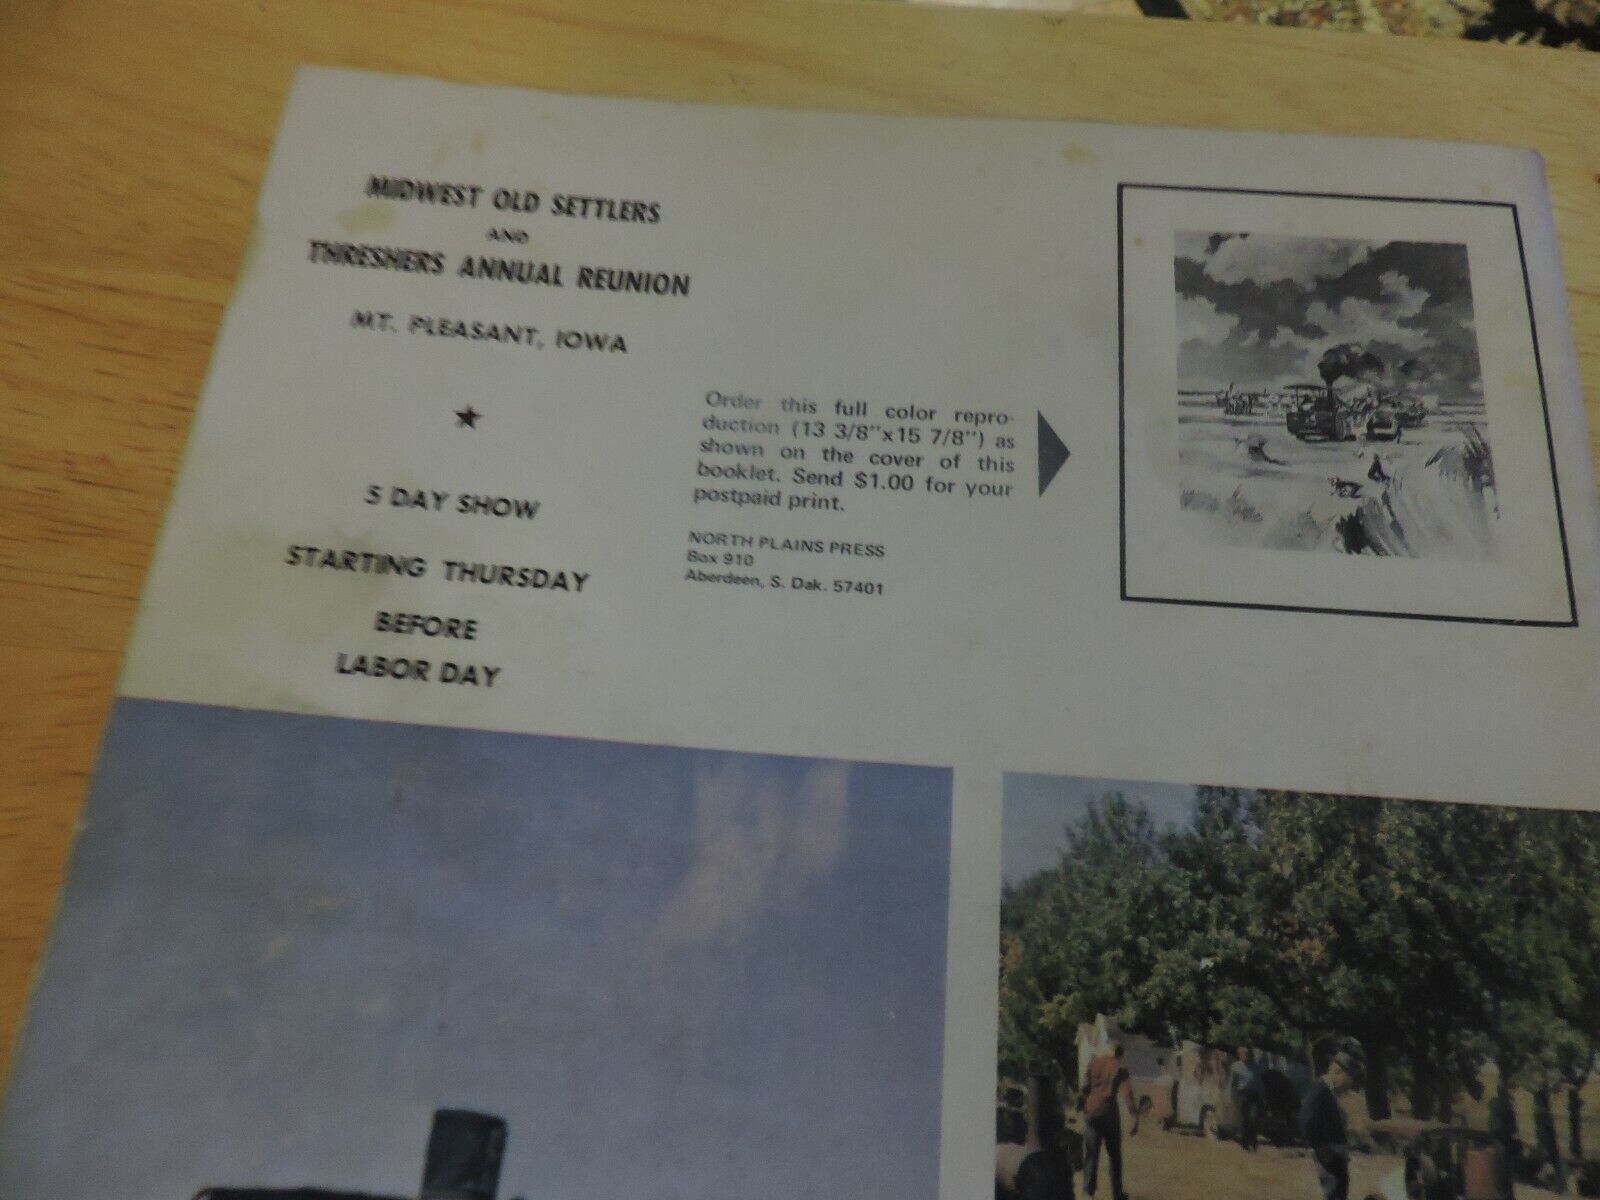 MIDWEST OLD SETTLERS
AND
THRESHERS ANNUAL REUNION
MT. PLEASANT, IOWA
5 DAY SHOW
STARTING THURSDAY
BEFORE
LABOR DAY
Order this full color repro-
duction (13 3/8"x15 7/8") as
shown on the cover of this
booklet. Send $1.00 for your
postpaid print.
NORTH PLAINS PRESS
Box 910
Aberdeen, S. Dak. 57401